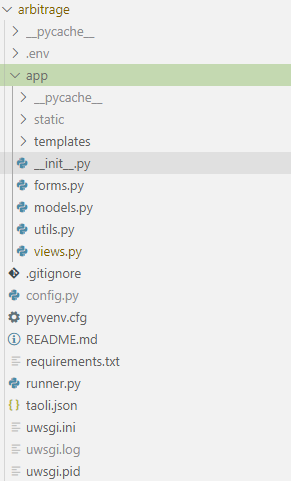 arbitrage
__pycache__
.env
app
__pycache__
static
templates
__init__.py
forms.py
models.py
utils.py
views.py
.gitignore
config.py
pyvenv.cfg
README.md
requirements.txt
runner.py
taoli.json
uwsgi.ini
uwsgi.log
uwsgi.pid